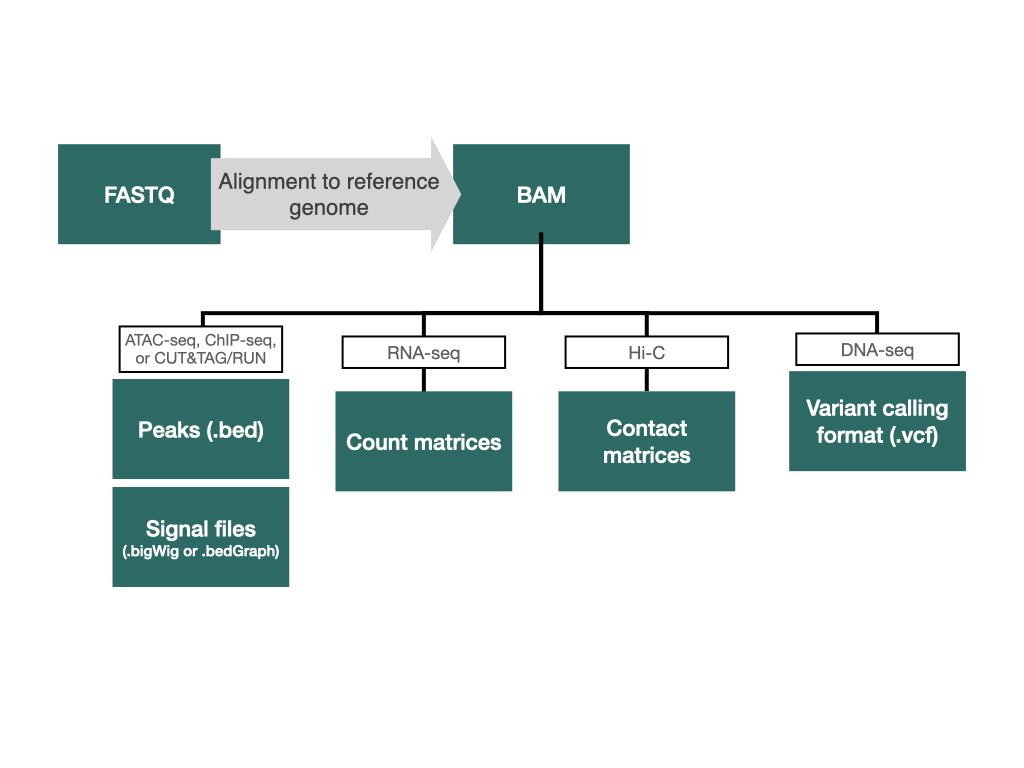 FASTQ
Alignment to reference
genome
BAM
ATAC-seq, ChIP-seq,
or CUT&TAG/RUN
RNA-seq
Hi-C
DNA-seq
Peaks (.bed)
Count matrices
Contact
matrices
Variant calling
format (.vcf)
Signal files
(.bigWig or .bedGraph)